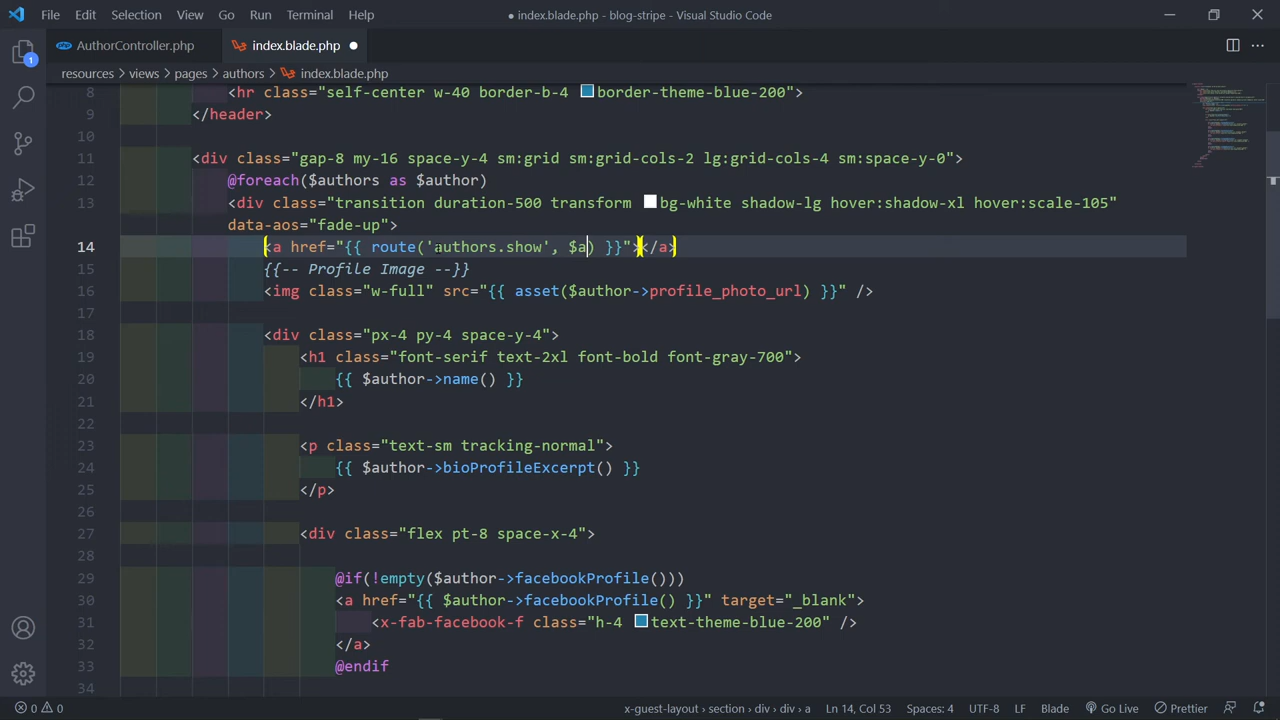 File Edit Selection View Go Run Terminal Help
● index.blade.php - blog-stripe - Visual Studio Code
AuthorController.php index.blade.php
resources > views > pages > authors > index.blade.php
8 <hr class="self-center w-40 border-b-4 border-theme-blue-200">
9 </header>
10
11 <div class="gap-8 my-16 space-y-4 sm:grid sm:grid-cols-2 lg:grid-cols-4 sm:space-y-0">
12 @foreach($authors as $author)
13 <div class="transition duration-500 transform bg-white shadow-lg hover:shadow-xl hover:scale-105"
data-aos="fade-up">
14 <a href="{{ route('authors.show', $a) }}"></a>
15 {{-- Profile Image --}}
16 <img class="w-full" src="{{ asset($author->profile_photo_url) }}" />
17
18 <div class="px-4 py-4 space-y-4">
19 <h1 class="font-serif text-2xl font-bold font-gray-700">
20 {{ $author->name() }}
21 </h1>
22
23 <p class="text-sm tracking-normal">
24 {{ $author->bioProfileExcerpt() }}
25 </p>
26
27 <div class="flex pt-8 space-x-4">
28
29 @if(!empty($author->facebookProfile()))
30 <a href="{{ $author->facebookProfile() }}" target="_blank">
31 <x-fab-facebook-f class="h-4 text-theme-blue-200" />
32 </a>
33 @endif
34
0 0 x-guest-layout > section > div > div > a Ln 14, Col 53 Spaces: 4 UTF-8 LF Blade Go Live Prettier